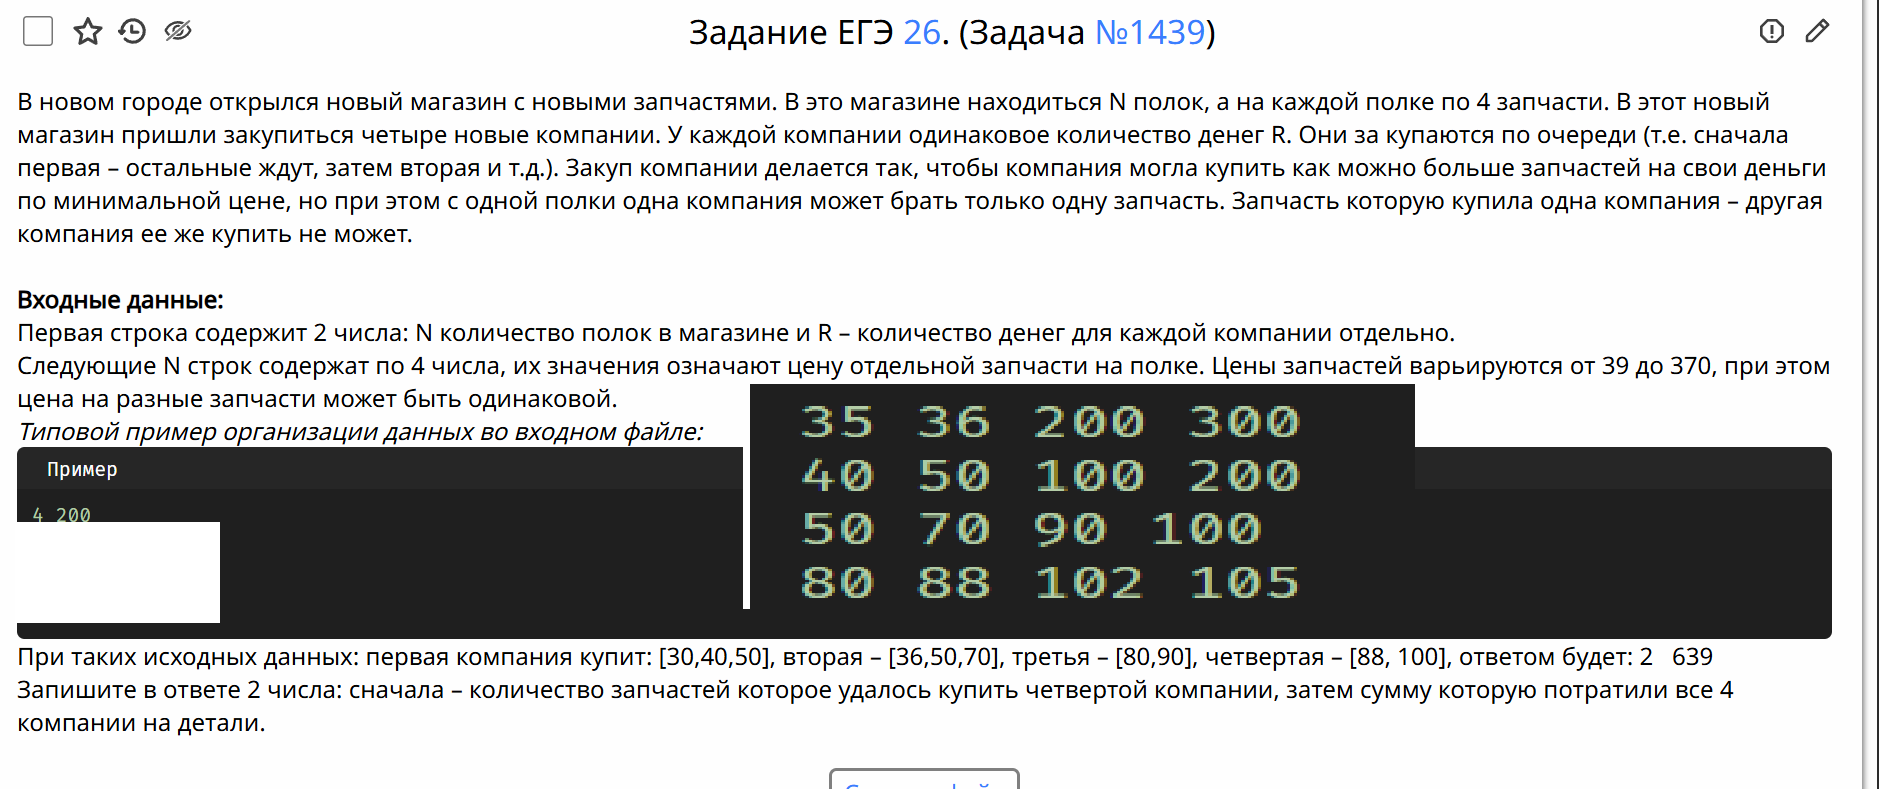 Задание ЕГЭ 26. (Задача №1439)
В новом городе открылся новый магазин с новыми запчастями. В это магазине находиться N полок, а на каждой полке по 4 запчасти. В этот новый
магазин пришли закупиться четыре новые компании. У каждой компании одинаковое количество денег R. Они за купаются по очереди (т.е. сначала
первая – остальные ждут, затем вторая и т.д.). Закуп компании делается так, чтобы компания могла купить как можно больше запчастей на свои деньги
по минимальной цене, но при этом с одной полки одна компания может брать только одну запчасть. Запчасть которую купила одна компания – другая
компания ее же купить не может.
Входные данные:
Первая строка содержит 2 числа: N количество полок в магазине и R – количество денег для каждой компании отдельно.
Следующие N строк содержат по 4 числа, их значения означают цену отдельной запчасти на полке. Цены запчастей варьируются от 39 до 370, при этом
цена на разные запчасти может быть одинаковой.
Типовой пример организации данных во входном файле:
Пример
4 200
35 36 200 300
40 50 100 200
50 70 90 100
80 88 102 105
При таких исходных данных: первая компания купит: [30,40,50], вторая – [36,50,70], третья – [80,90], четвертая – [88, 100], ответом будет: 2 639
Запишите в ответе 2 числа: сначала – количество запчастей которое удалось купить четвертой компании, затем сумму которую потратили все 4
компании на детали.